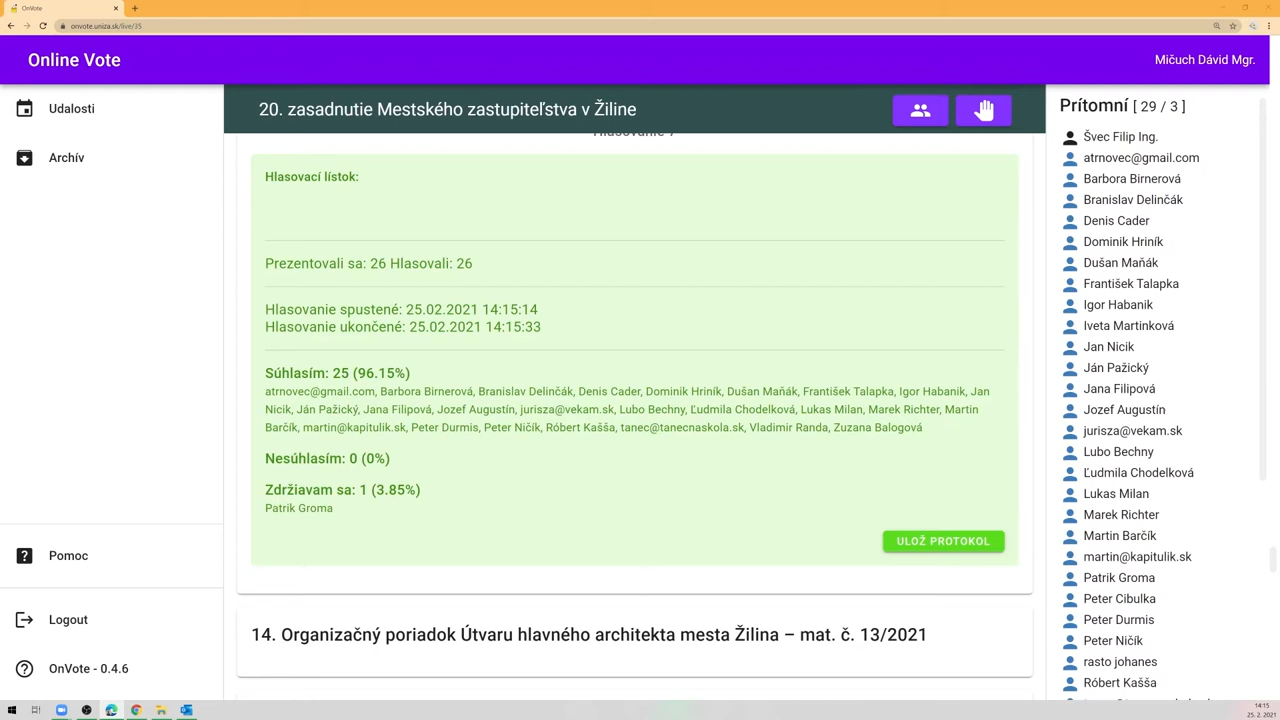 OnVote
onvote.uniza.sk/live/35
Online Vote
Mičuch Dávid Mgr.
Udalosti
Archív
Pomoc
Logout
OnVote - 0.4.6
20. zasadnutie Mestského zastupiteľstva v Žiline
Hlasovanie 7
Hlasovací lístok:
Prezentovali sa: 26 Hlasovali: 26
Hlasovanie spustené: 25.02.2021 14:15:14
Hlasovanie ukončené: 25.02.2021 14:15:33
Súhlasím: 25 (96.15%)
atrnovec@gmail.com, Barbora Birnerová, Branislav Delinčák, Denis Cader, Dominik Hriník, Dušan Maňák, František Talapka, Igor Habanik, Jan
Nicik, Ján Pažický, Jana Filipová, Jozef Augustín, jurisza@vekam.sk, Lubo Bechny, Ľudmila Chodelková, Lukas Milan, Marek Richter, Martin
Barčík, martin@kapitulik.sk, Peter Durmis, Peter Ničík, Róbert Kašša, tanec@tanecnaskola.sk, Vladimir Randa, Zuzana Balogová
Nesúhlasím: 0 (0%)
Zdržiavam sa: 1 (3.85%)
Patrik Groma
ULOŽ PROTOKOL
14. Organizačný poriadok Útvaru hlavného architekta mesta Žilina – mat. č. 13/2021
Prítomní [ 29 / 3 ]
Švec Filip Ing.
atrnovec@gmail.com
Barbora Birnerová
Branislav Delinčák
Denis Cader
Dominik Hriník
Dušan Maňák
František Talapka
Igor Habanik
Iveta Martinková
Jan Nicik
Ján Pažický
Jana Filipová
Jozef Augustín
jurisza@vekam.sk
Lubo Bechny
Ľudmila Chodelková
Lukas Milan
Marek Richter
Martin Barčík
martin@kapitulik.sk
Patrik Groma
Peter Cibulka
Peter Durmis
Peter Ničík
rasto johanes
Róbert Kašša
14:15
25. 2. 2021